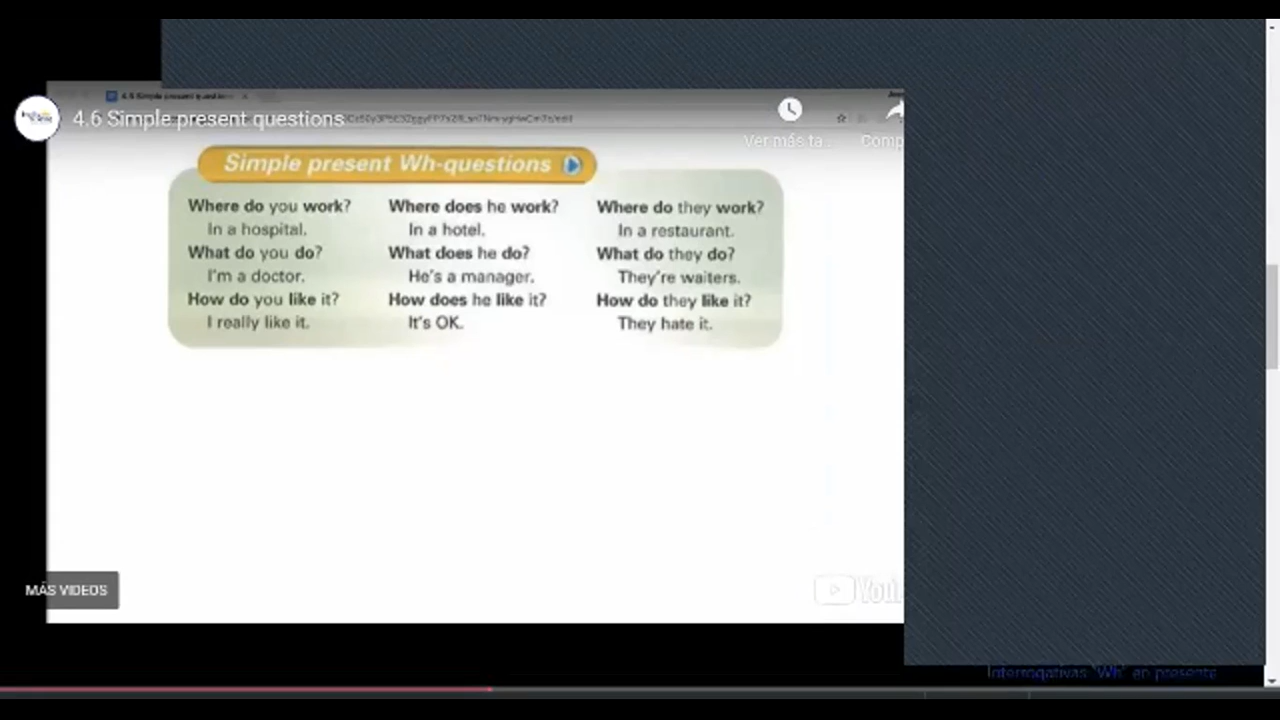 4.6 Simple present questions
Ver más ta...
Comp
Simple present Wh-questions
Where do you work? Where does he work? Where do they work?
In a hospital. In a hotel. In a restaurant.
What do you do? What does he do? What do they do?
I'm a doctor. He's a manager. They're waiters.
How do you like it? How does he like it? How do they like it?
I really like it. It's OK. They hate it.
MÁS VIDEOS
You
Interrogativas "Wh" en presente